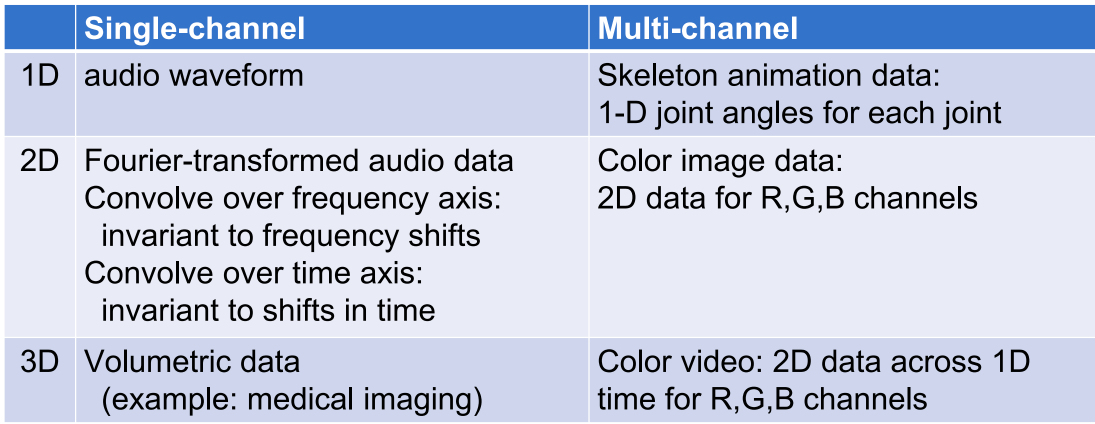 Single-channel
Multi-channel
1D
audio waveform
Skeleton animation data:
1-D joint angles for each joint
2D
Fourier-transformed audio data
Convolve over frequency axis:
invariant to frequency shifts
Convolve over time axis:
invariant to shifts in time
Color image data:
2D data for R,G,B channels
3D
Volumetric data
(example: medical imaging)
Color video: 2D data across 1D
time for R,G,B channels